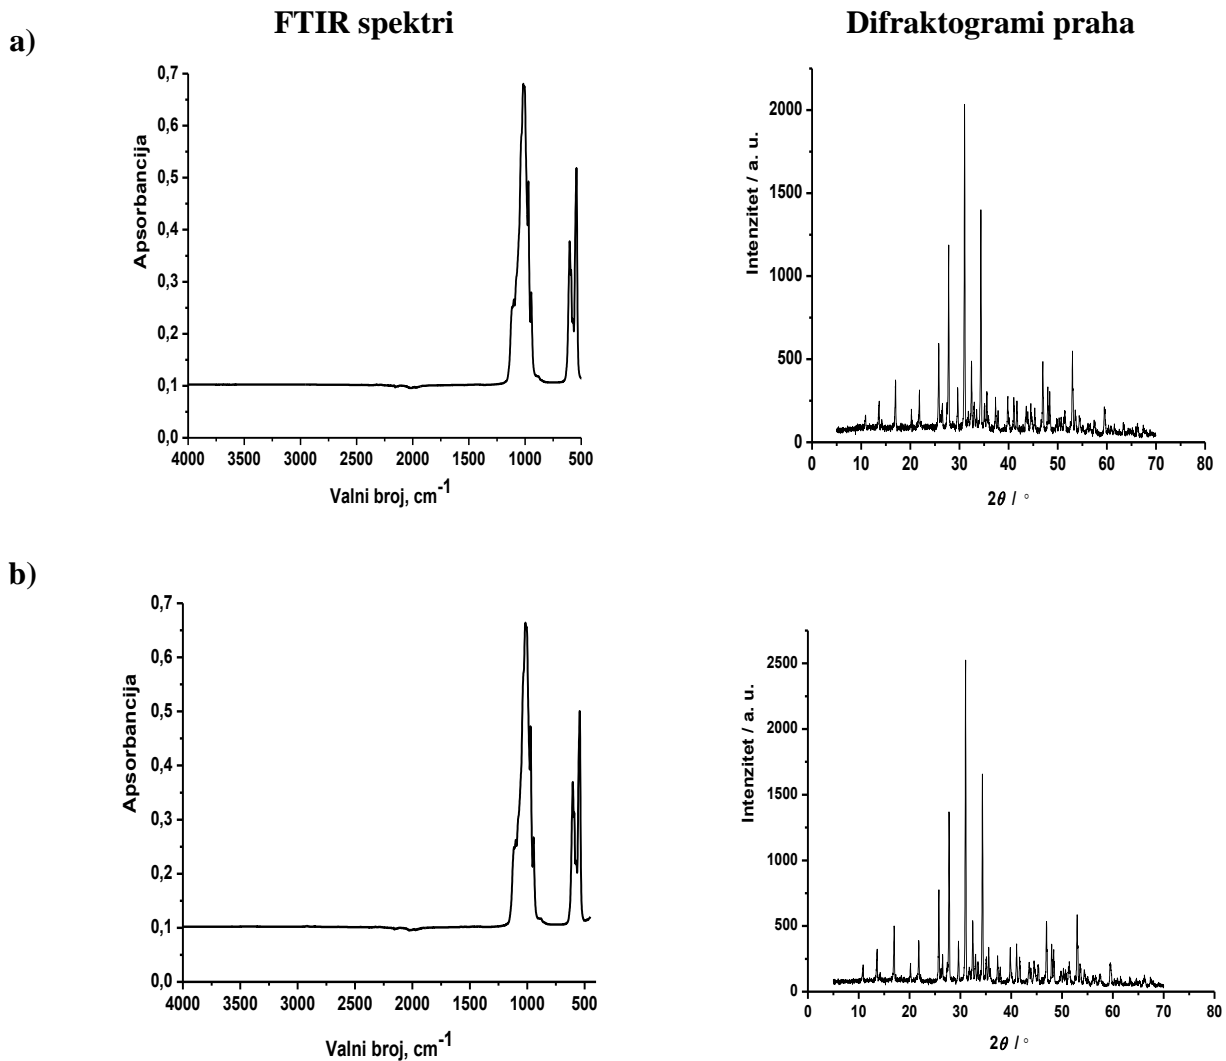 FTIR spektri
Difraktogrami praha
a)
0,7
0,6
0,5
0,4
0,3
0,2
0,1
0,0
Apsorbancija
4000 3500 3000 2500 2000 1500 1000 500
Valni broj, cm-1
2000
1500
1000
500
0
Intenzitet / a. u.
0 10 20 30 40 50 60 70 80
2θ / °
b)
0,7
0,6
0,5
0,4
0,3
0,2
0,1
0,0
Apsorbancija
4000 3500 3000 2500 2000 1500 1000 500
Valni broj, cm-1
2500
2000
1500
1000
500
0
Intenzitet / a. u.
0 10 20 30 40 50 60 70 80
2θ / °